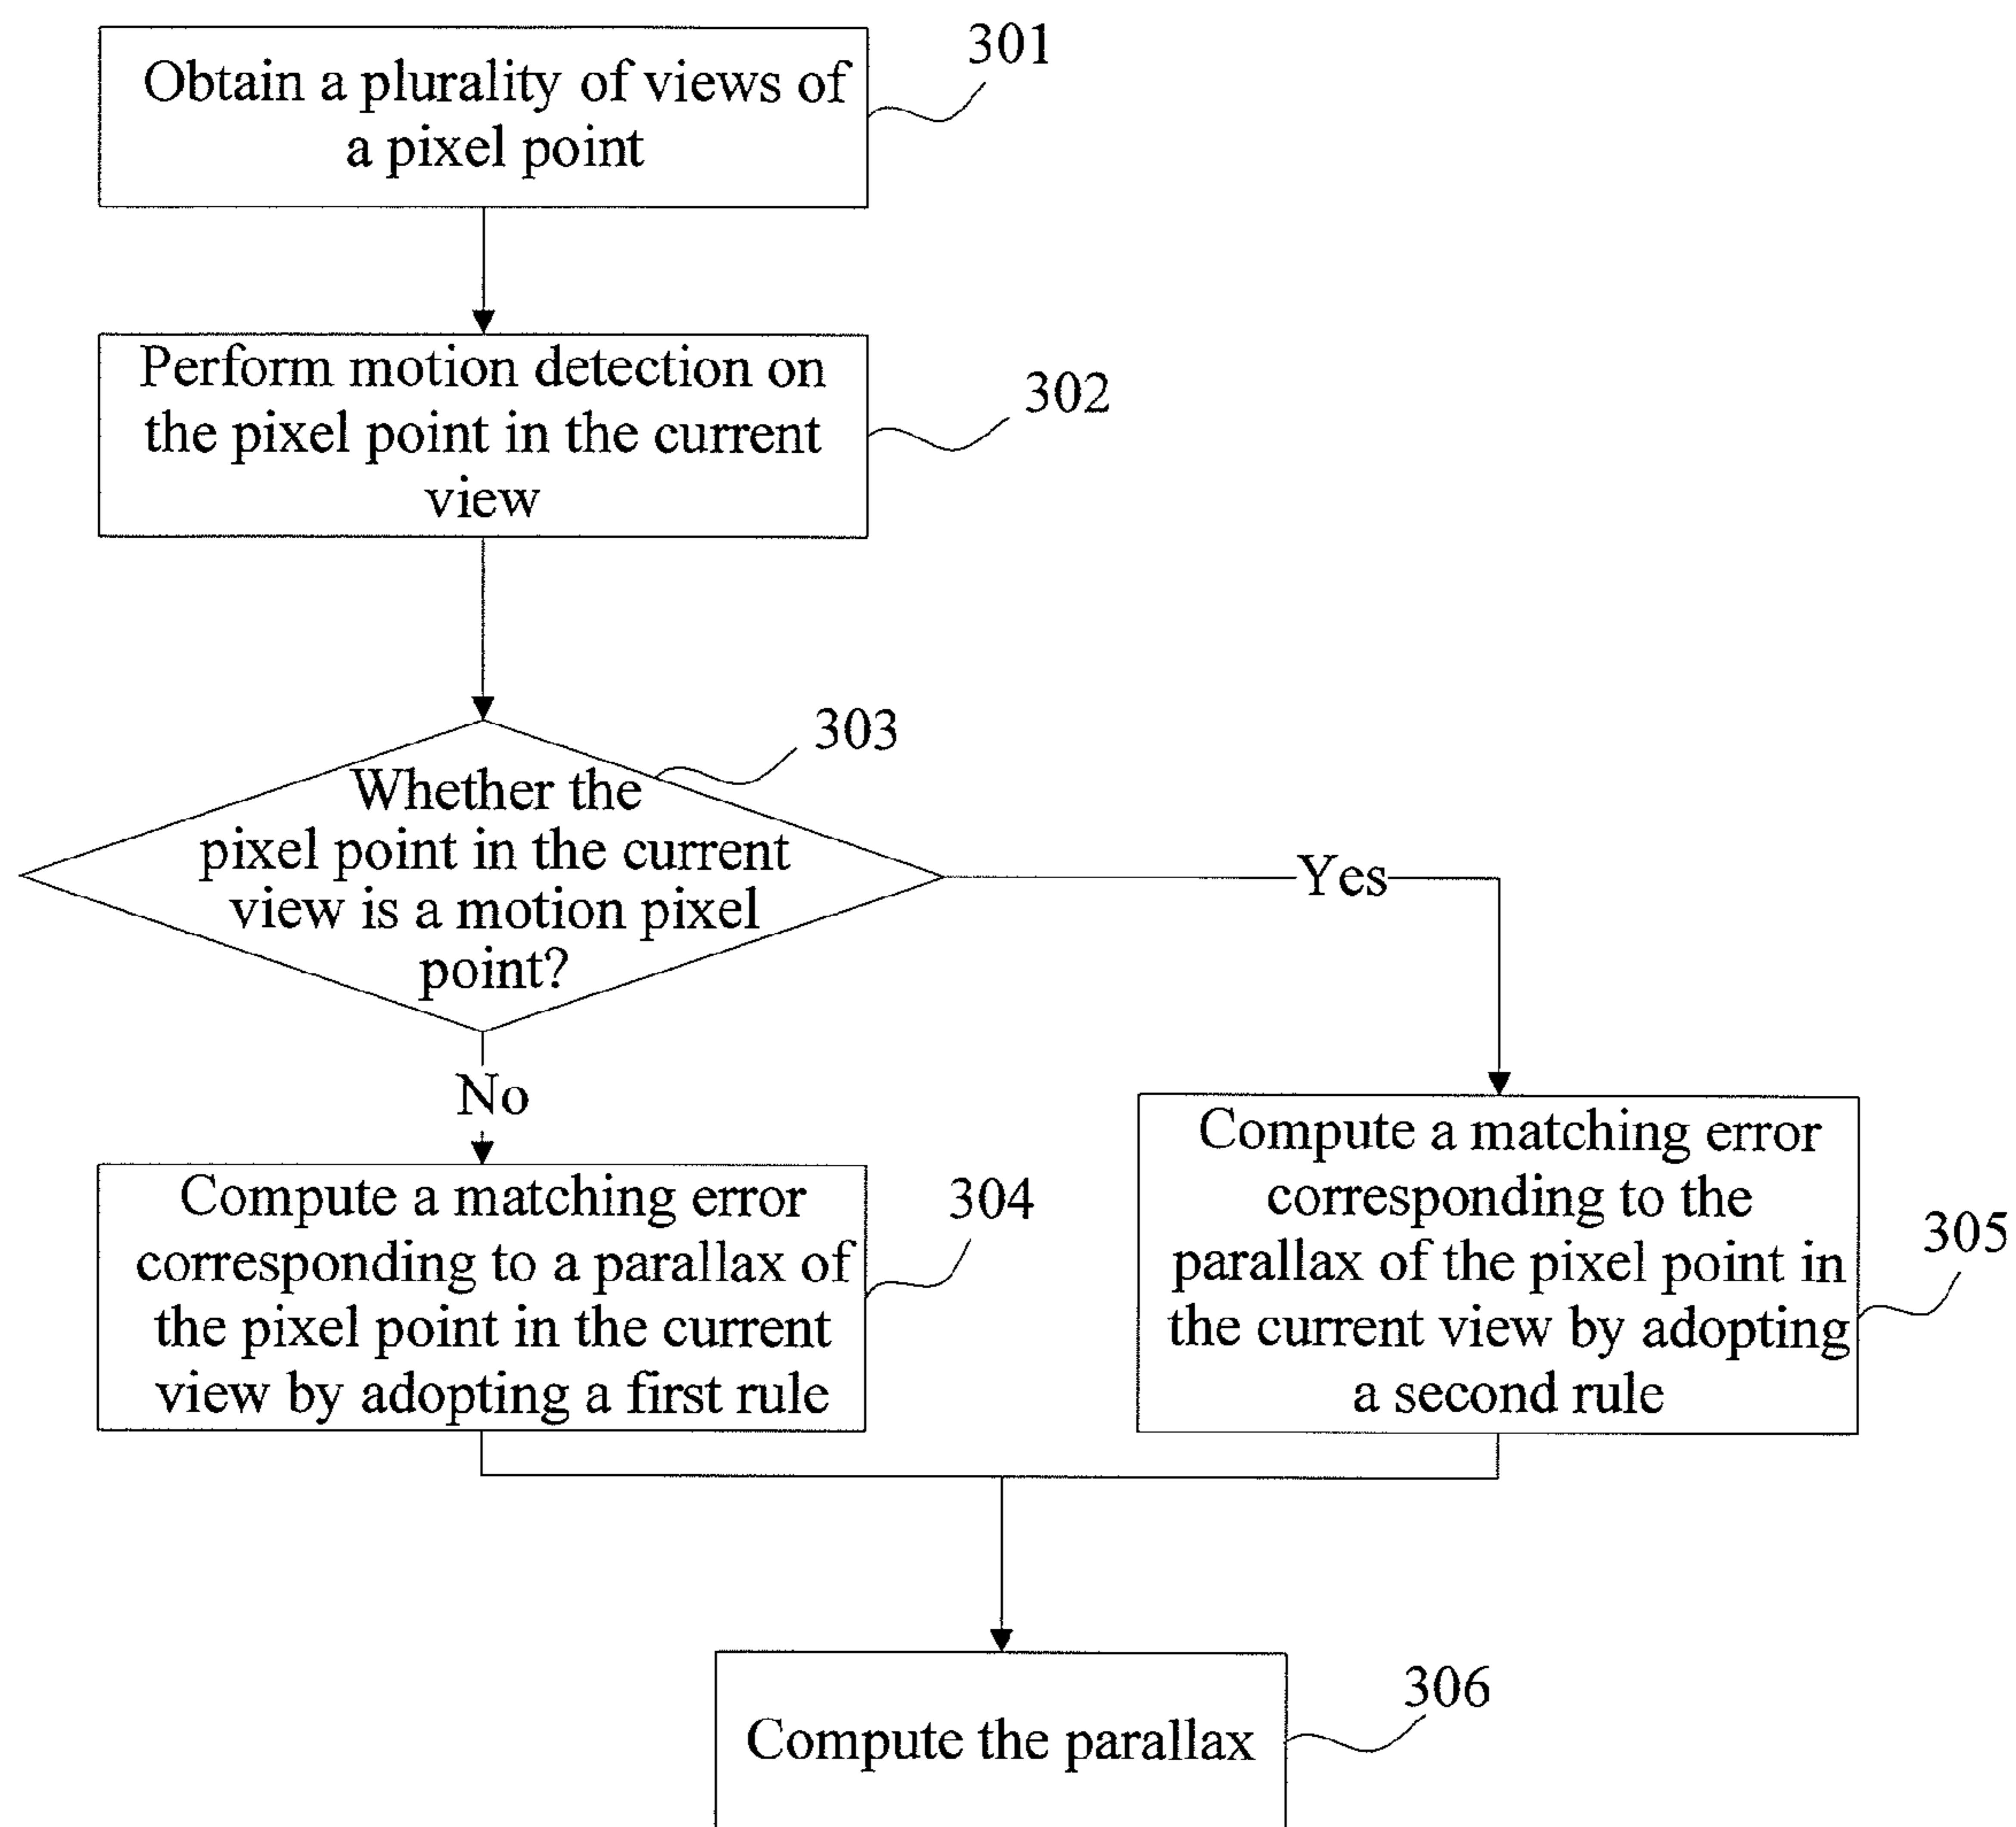 Obtain a plurality of views of
a pixel point
301
Perform motion detection on
the pixel point in the current
view
302
303
Whether the
pixel point in the current
view is a motion pixel
point?
Yes
No
Compute a matching error
corresponding to a parallax of
the pixel point in the current
view by adopting a first rule
304
Compute a matching error
corresponding to the
parallax of the pixel point in
the current view by adopting
a second rule
305
Compute the parallax
306